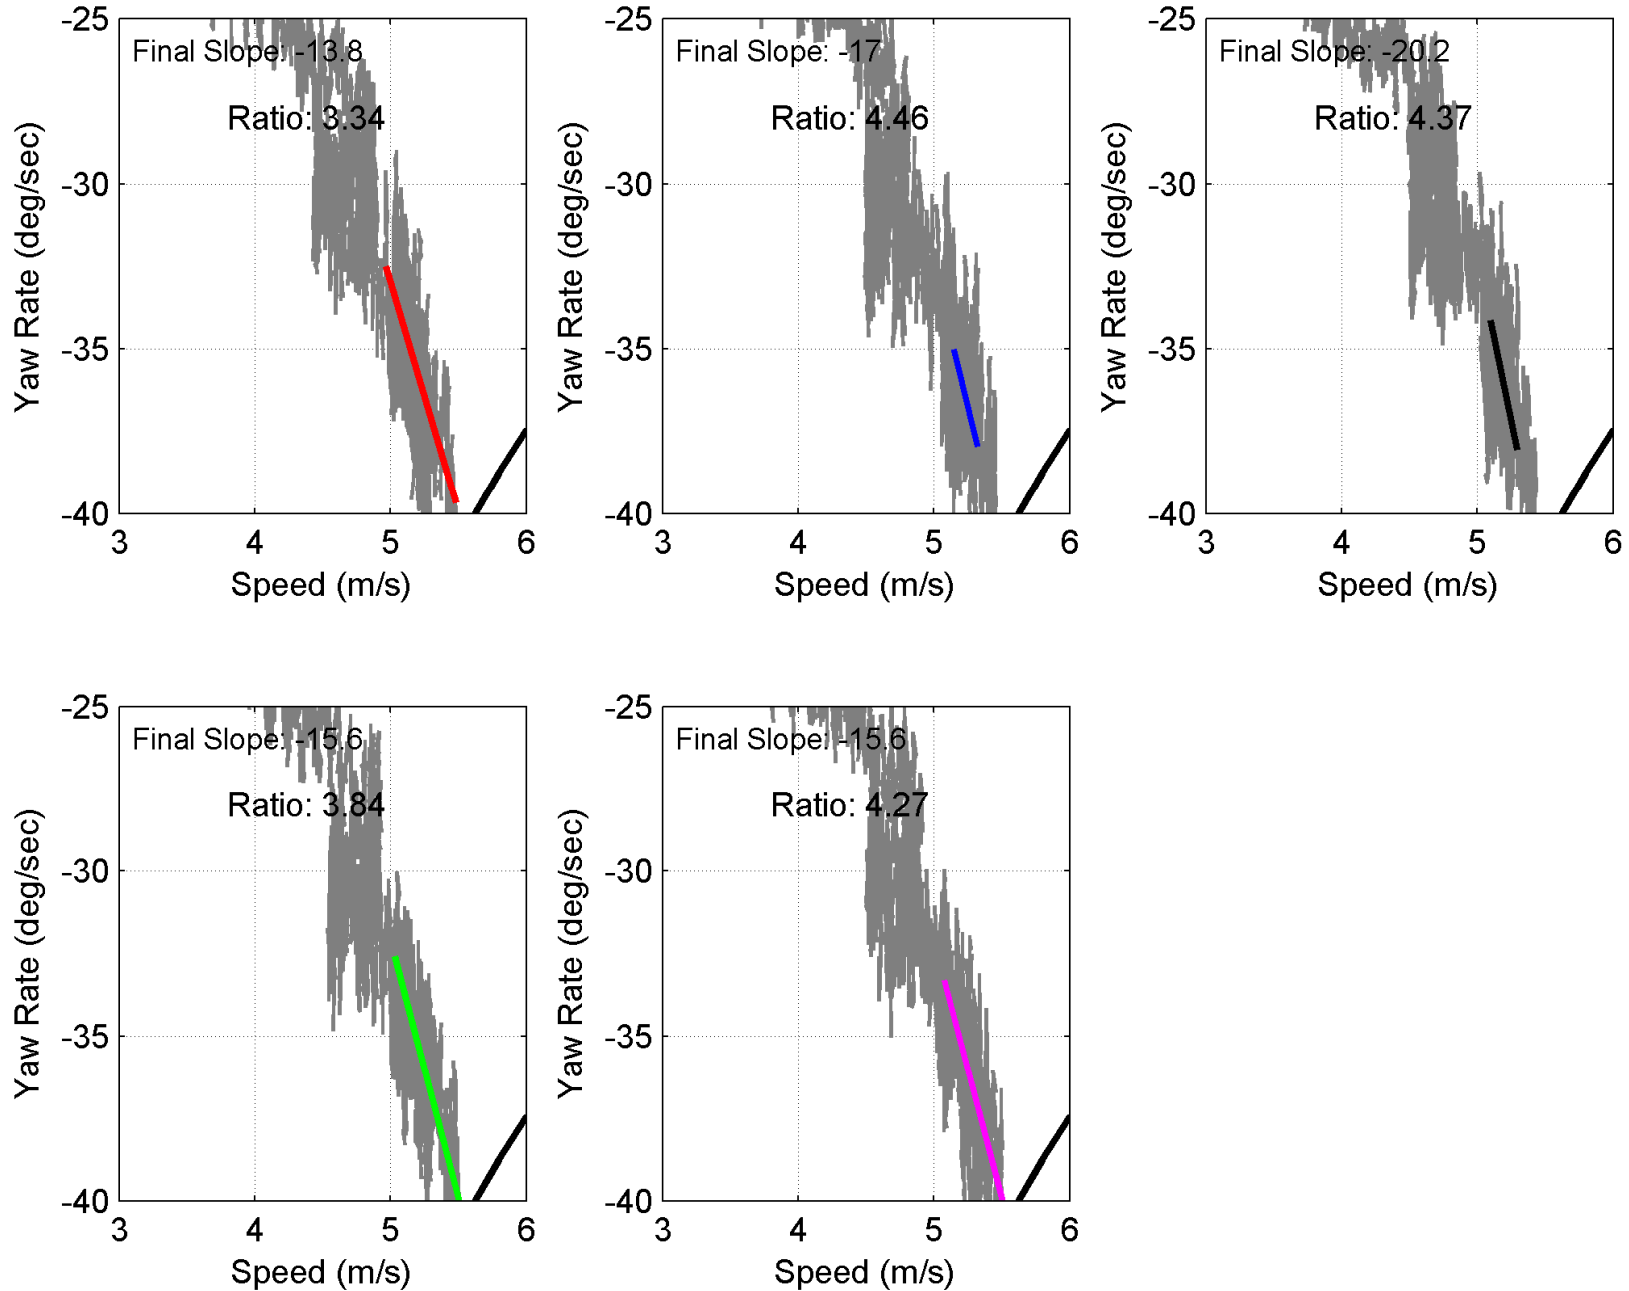 -25
-30
-35
-40
Yaw Rate (deg/sec)
Final Slope: -13.8
Ratio: 3.34
3 4 5 6
Speed (m/s)
-25
-30
-35
-40
Yaw Rate (deg/sec)
Final Slope: -17
Ratio: 4.46
3 4 5 6
Speed (m/s)
-25
-30
-35
-40
Yaw Rate (deg/sec)
Final Slope: -20.2
Ratio: 4.37
3 4 5 6
Speed (m/s)
-25
-30
-35
-40
Yaw Rate (deg/sec)
Final Slope: -15.6
Ratio: 3.84
3 4 5 6
Speed (m/s)
-25
-30
-35
-40
Yaw Rate (deg/sec)
Final Slope: -15.6
Ratio: 4.27
3 4 5 6
Speed (m/s)